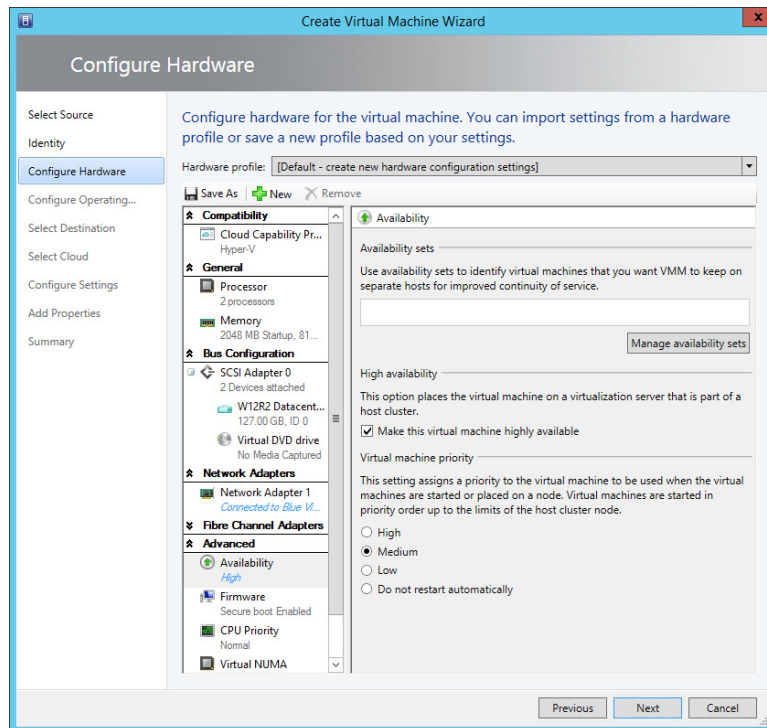 Create Virtual Machine Wizard
x
Configure Hardware
Select Source
Identity
Configure Hardware
Configure Operating...
Select Destination
Select Cloud
Configure Settings
Add Properties
Summary
Configure hardware for the virtual machine. You can import settings from a hardware
profile or save a new profile based on your settings.
Hardware profile: [Default - create new hardware configuration settings]
Save As New Remove
Compatibility
Cloud Capability Pr...
Hyper-V
General
Processor
2 processors
Memory
2048 MB Startup, 81...
Bus Configuration
SCSI Adapter 0
2 Devices attached
W12R2 Datacent...
127.00 GB, ID 0
Virtual DVD drive
No Media Captured
Network Adapters
Network Adapter 1
Connected to Blue Vi...
Fibre Channel Adapters
Advanced
Availability
High
Firmware
Secure boot Enabled
CPU Priority
Normal
Virtual NUMA
Availability
Availability sets
Use availability sets to identify virtual machines that you want VMM to keep on
separate hosts for improved continuity of service.
Manage availability sets
High availability
This option places the virtual machine on a virtualization server that is part of a
host cluster.
Make this virtual machine highly available
Virtual machine priority
This setting assigns a priority to the virtual machine to be used when the virtual
machines are started or placed on a node. Virtual machines are started in
priority order up to the limits of the host cluster node.
High
Medium
Low
Do not restart automatically
Previous Next Cancel